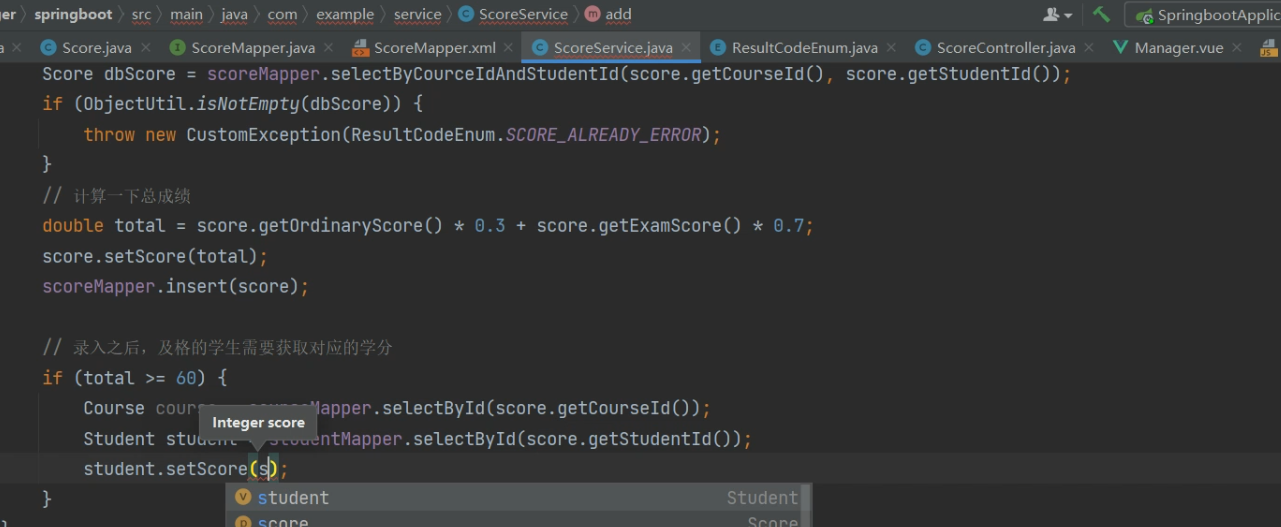 ger springboot src main java com example service ScoreService add SpringbootApplic
a Score.java ScoreMapper.java ScoreMapper.xml ScoreService.java ResultCodeEnum.java ScoreController.java Manager.vue
Score dbScore = scoreMapper.selectByCourceIdAndStudentId(score.getCourseId(), score.getStudentId());
if (ObjectUtil.isNotEmpty(dbScore)) {
throw new CustomException(ResultCodeEnum.SCORE_ALREADY_ERROR);
}
// 计算一下总成绩
double total = score.getOrdinaryScore() * 0.3 + score.getExamScore() * 0.7;
score.setScore(total);
scoreMapper.insert(score);
// 录入之后，及格的学生需要获取对应的学分
if (total >= 60) {
Course course = courseMapper.selectById(score.getCourseId());
Integer score
Student student = studentMapper.selectById(score.getStudentId());
student.setScore(s);
} student Student
score Score